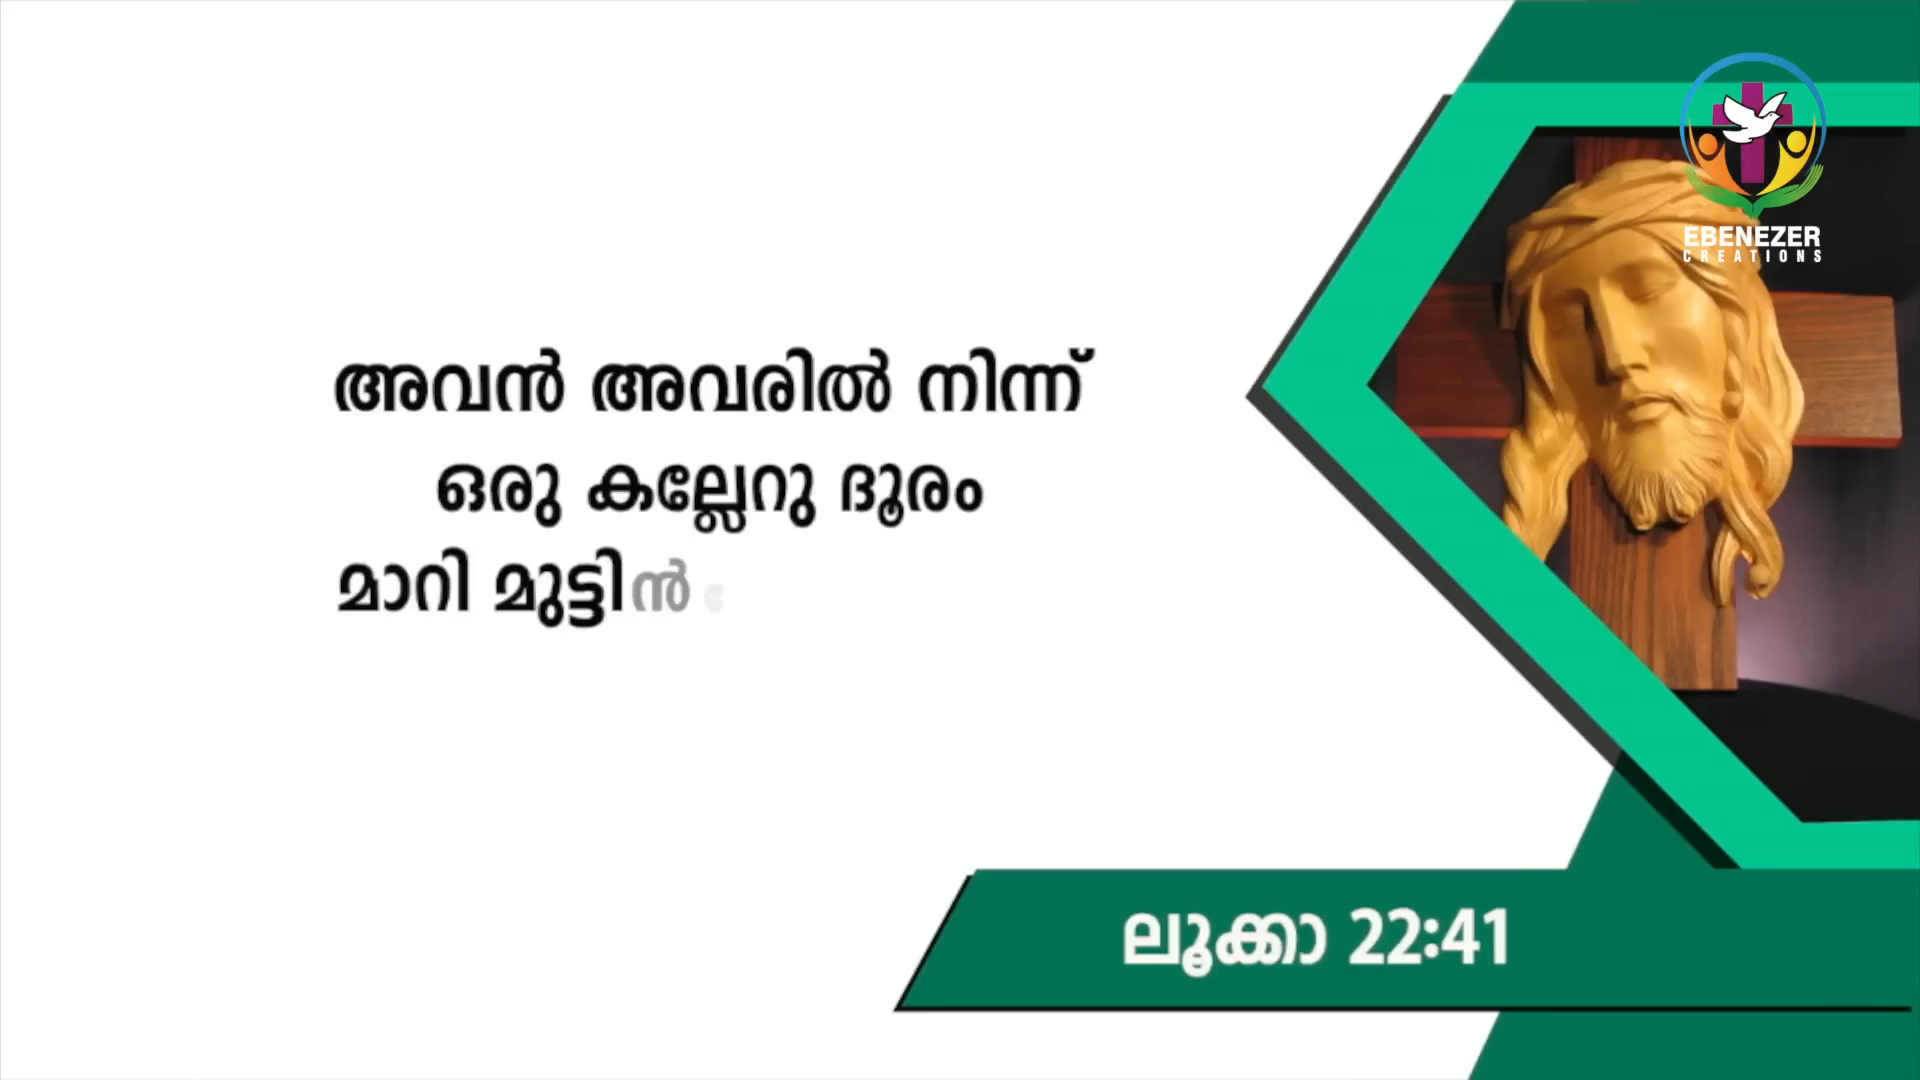 അവൻ അവരിൽ നിന്ന്
ഒരു കല്ലേറു ദൂരം
മാറി മുട്ടിൻ
ലൂക്കാ 22:41
EBENEZER
CREATIONS